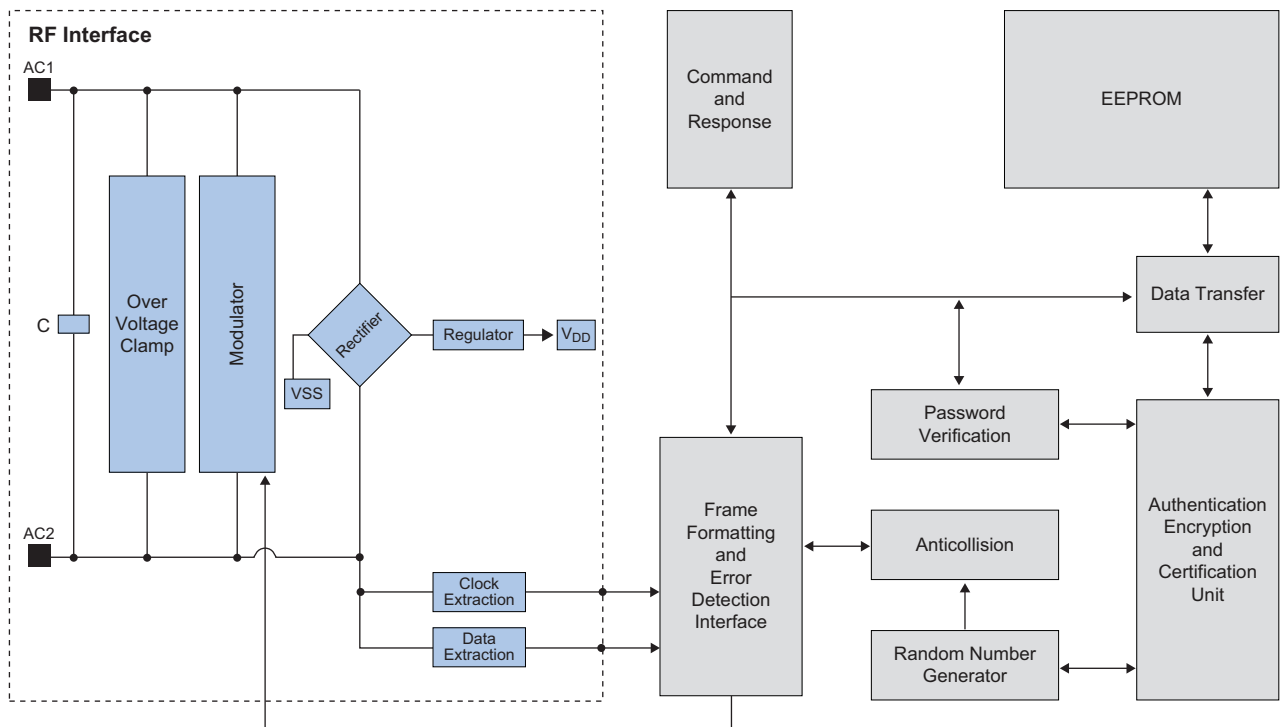 RF Interface
AC1
C
Over
Voltage
Clamp
Modulator
Rectifier
VSS
Regulator
VDD
AC2
Clock
Extraction
Data
Extraction
Command
and
Response
EEPROM
Data Transfer
Password
Verification
Frame
Formatting
and
Error
Detection
Interface
Anticollision
Random Number
Generator
Authentication
Encryption
and
Certification
Unit